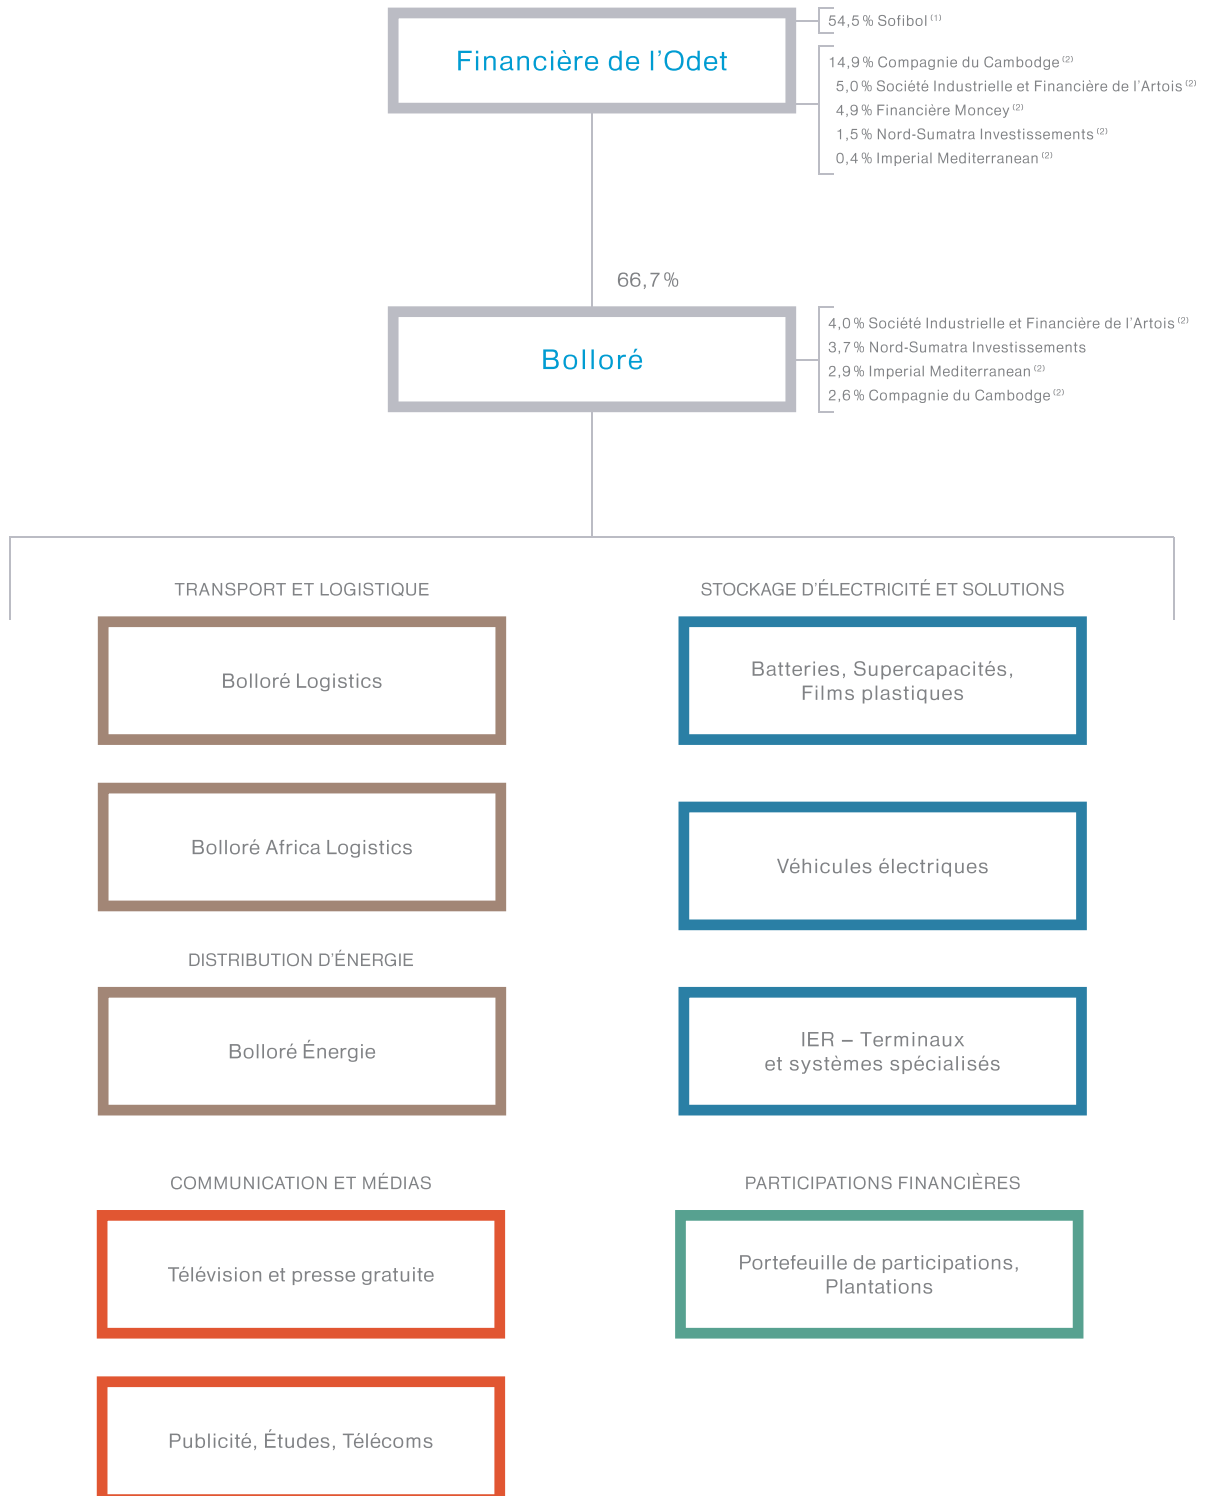 Financière de l’Odet
54,5 % Sofibol (1)
14,9 % Compagnie du Cambodge (2)
5,0 % Société Industrielle et Financière de l’Artois (2)
4,9 % Financière Moncey (2)
1,5 % Nord-Sumatra Investissements (2)
0,4 % Imperial Mediterranean (2)
66,7 %
Bolloré
4,0 % Société Industrielle et Financière de l’Artois (2)
3,7 % Nord-Sumatra Investissements
2,9 % Imperial Mediterranean (2)
2,6 % Compagnie du Cambodge (2)
TRANSPORT ET LOGISTIQUE
Bolloré Logistics
Bolloré Africa Logistics
DISTRIBUTION D’ÉNERGIE
Bolloré Énergie
COMMUNICATION ET MÉDIAS
Télévision et presse gratuite
Publicité, Études, Télécoms
STOCKAGE D’ÉLECTRICITÉ ET SOLUTIONS
Batteries, Supercapacités,
Films plastiques
Véhicules électriques
IER – Terminaux
et systèmes spécialisés
PARTICIPATIONS FINANCIÈRES
Portefeuille de participations,
Plantations